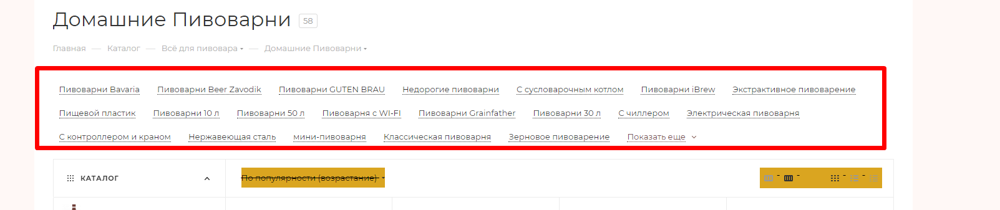 Домашние Пивоварни 58
Главная — Каталог — Всё для пивовара — Домашние Пивоварни
Пивоварни Bavaria Пивоварни Beer Zavodik Пивоварни GUTEN BRAU Недорогие пивоварни С сусловарочным котлом Пивоварни iBrew Экстрактивное пивоварение
Пищевой пластик Пивоварни 10 л Пивоварни 50 л Пивоварня с WI-FI Пивоварни Grainfather Пивоварни 30 л С чиллером Электрическая пивоварня
С контроллером и краном Нержавеющая сталь мини-пивоварня Классическая пивоварня Зерновое пивоварение Показать еще
КАТАЛОГ По популярности (возрастание)